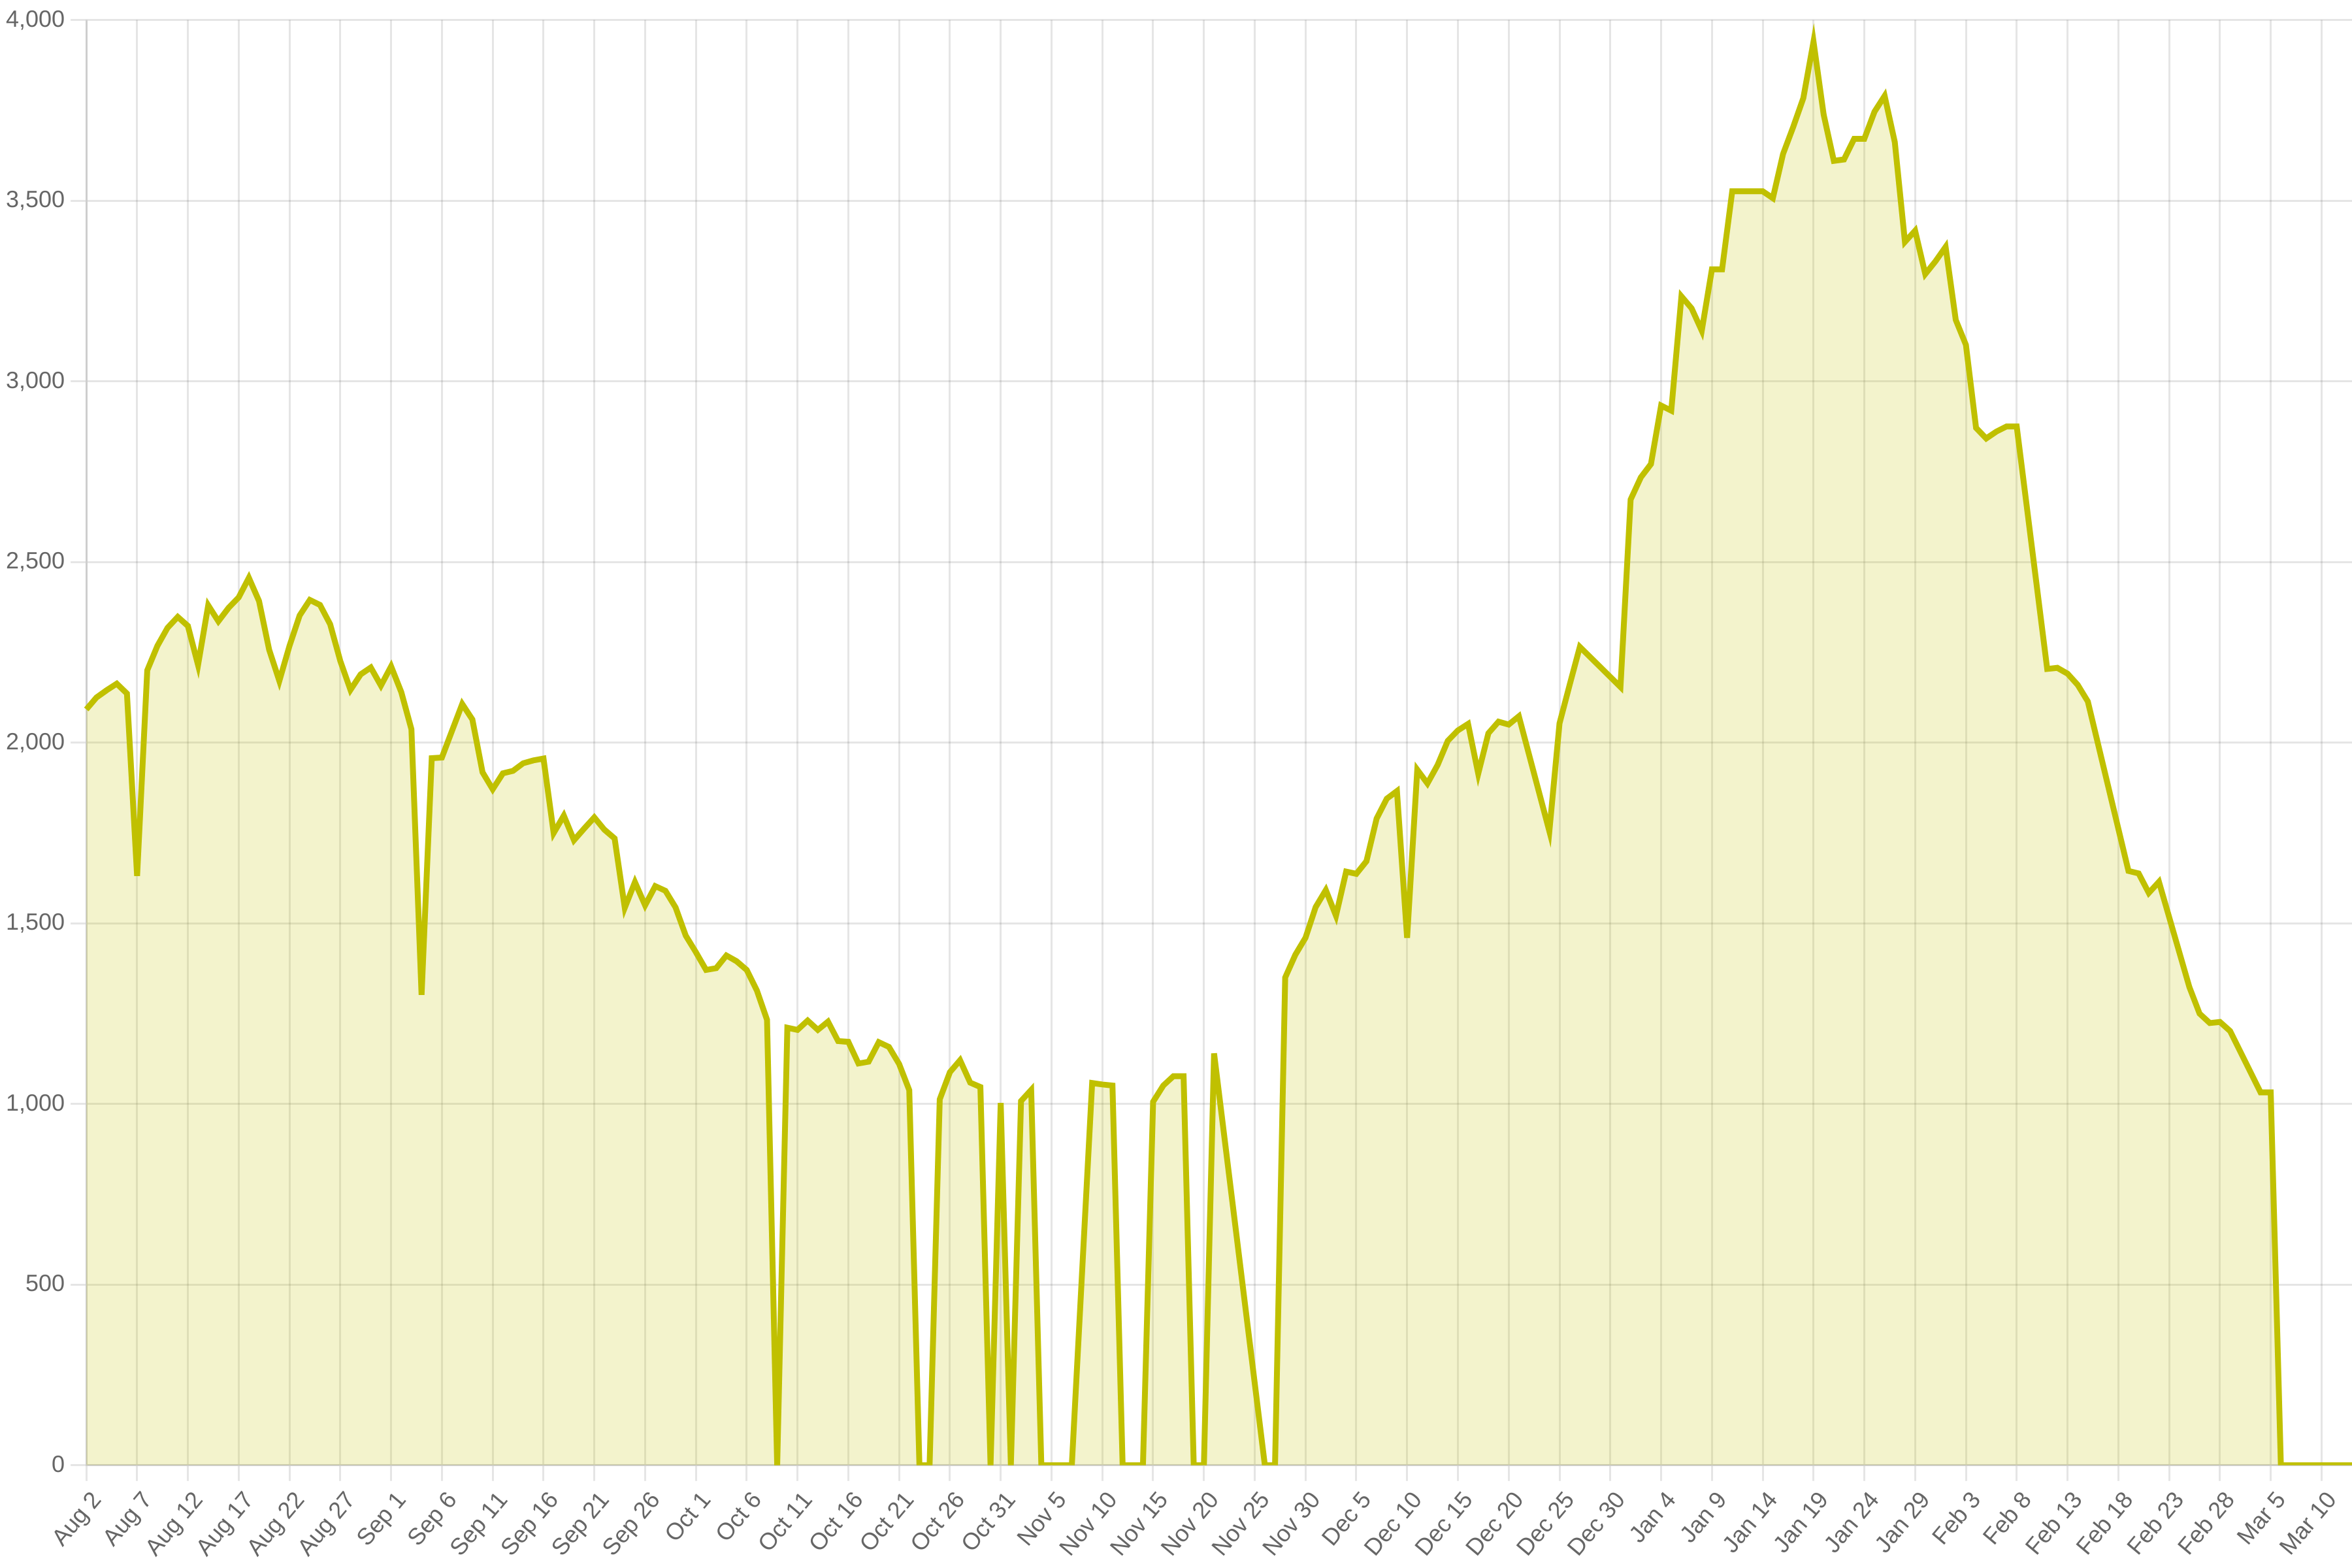 4,000
3,500
3,000
2,500
2,000
1,500
1,000
500
0
Aug 2
Aug 7
Aug 12
Aug 17
Aug 22
Aug 27
Sep 1
Sep 6
Sep 11
Sep 16
Sep 21
Sep 26
Oct 1
Oct 6
Oct 11
Oct 16
Oct 21
Oct 26
Oct 31
Nov 5
Nov 10
Nov 15
Nov 20
Nov 25
Nov 30
Dec 5
Dec 10
Dec 15
Dec 20
Dec 25
Dec 30
Jan 4
Jan 9
Jan 14
Jan 19
Jan 24
Jan 29
Feb 3
Feb 8
Feb 13
Feb 18
Feb 23
Feb 28
Mar 5
Mar 10